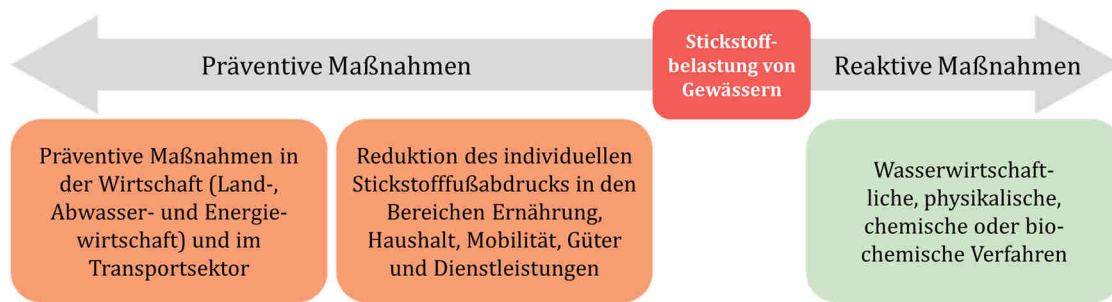 Präventive Maßnahmen
Stickstoff-
belastung von
Gewässern
Reaktive Maßnahmen
Präventive Maßnahmen in
der Wirtschaft (Land-,
Abwasser- und Energie-
wirtschaft) und im
Transportsektor
Reduktion des individuellen
Stickstofffußabdrucks in den
Bereichen Ernährung,
Haushalt, Mobilität, Güter
und Dienstleistungen
Wasserwirtschaft-
liche, physikalische,
chemische oder bio-
chemische Verfahren